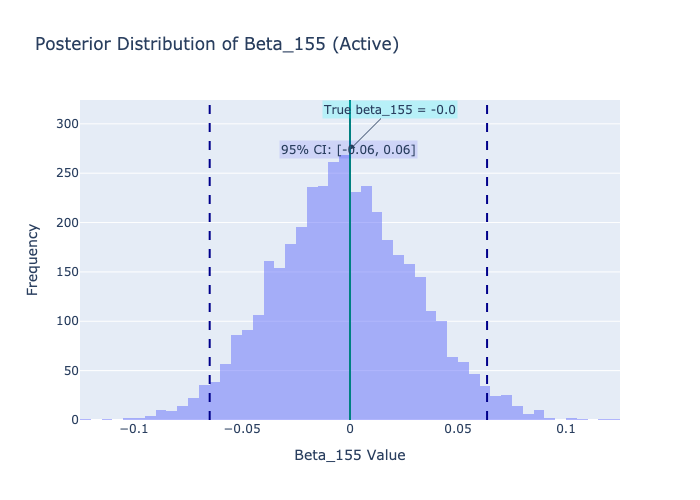 Posterior Distribution of Beta_155 (Active)
True beta_155 = -0.0
95% CI: [-0.06, 0.06]
300
250
200
150
100
50
0
Frequency
−0.1
−0.05
0
0.05
0.1
Beta_155 Value